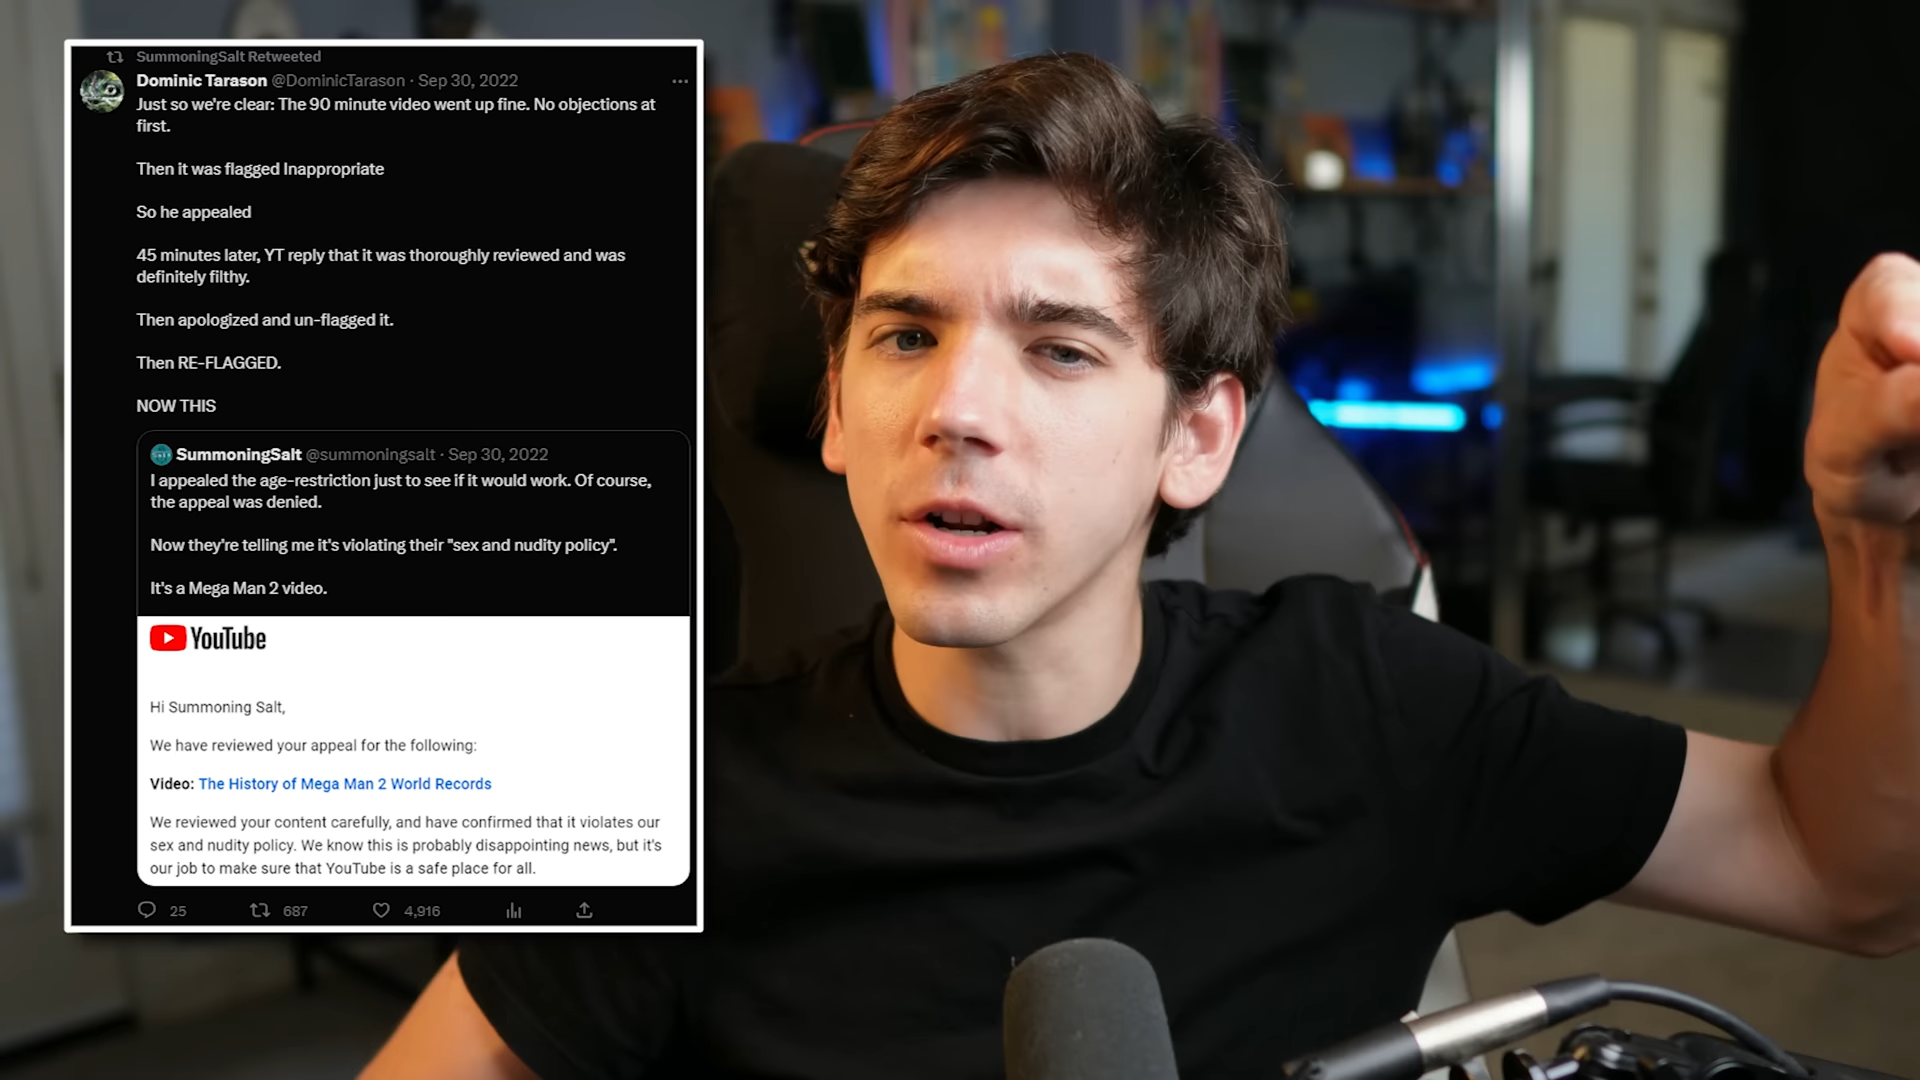 SummoningSalt Retweeted
Dominic Tarason @DominicTarason · Sep 30, 2022
Just so we're clear: The 90 minute video went up fine. No objections at
first.
Then it was flagged Inappropriate
So he appealed
45 minutes later, YT reply that it was thoroughly reviewed and was
definitely filthy.
Then apologized and un-flagged it.
Then RE-FLAGGED.
NOW THIS
SummoningSalt @summoningsalt · Sep 30, 2022
I appealed the age-restriction just to see if it would work. Of course,
the appeal was denied.
Now they're telling me it's violating their "sex and nudity policy".
It's a Mega Man 2 video.
YouTube
Hi Summoning Salt,
We have reviewed your appeal for the following:
Video: The History of Mega Man 2 World Records
We reviewed your content carefully, and have confirmed that it violates our
sex and nudity policy. We know this is probably disappointing news, but it's
our job to make sure that YouTube is a safe place for all.
25 687 4,916